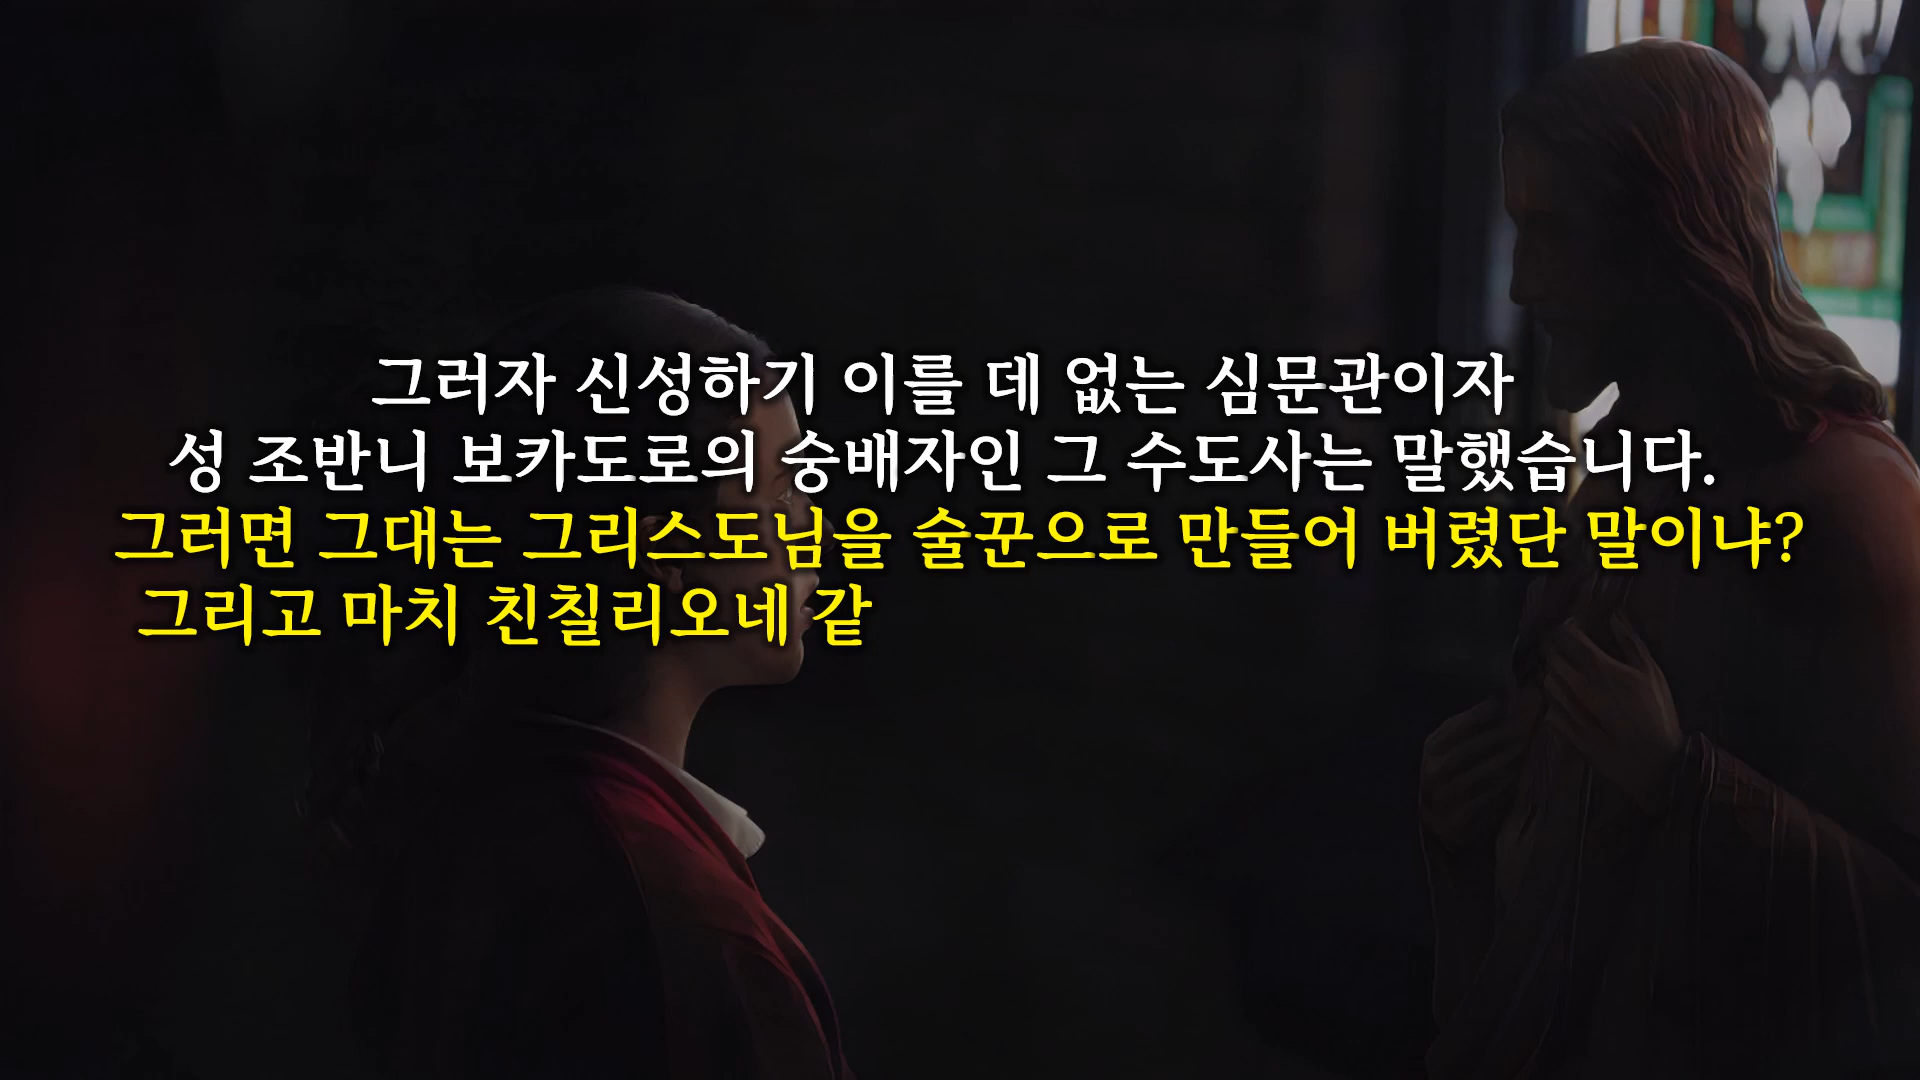 그러자 신성하기 이를 데 없는 심문관이자
성 조반니 보카도로의 숭배자인 그 수도사는 말했습니다.
그러면 그대는 그리스도님을 술꾼으로 만들어 버렸단 말이냐?
그리고 마치 친칠리오네 같